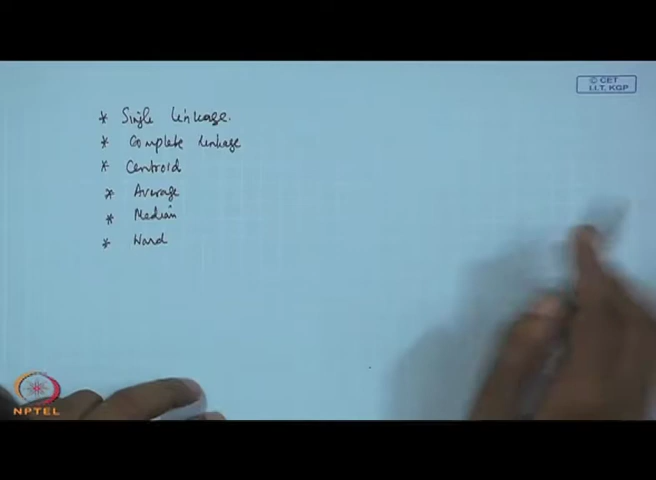 © CET
I.I.T. KGP
* Single Linkage.
* Complete Linkage
* Centroid
* Average
* Median
* Ward
NPTEL